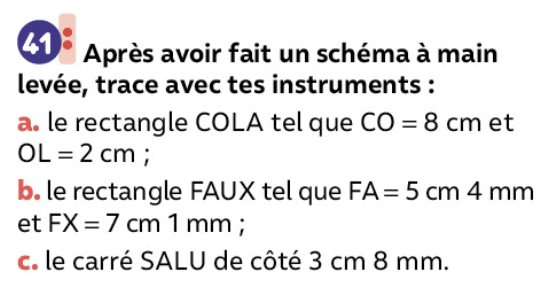 41 Après avoir fait un schéma à main
levée, trace avec tes instruments :
a. le rectangle COLA tel que CO = 8 cm et
OL = 2 cm ;
b. le rectangle FAUX tel que FA = 5 cm 4 mm
et FX = 7 cm 1 mm ;
c. le carré SALU de côté 3 cm 8 mm.